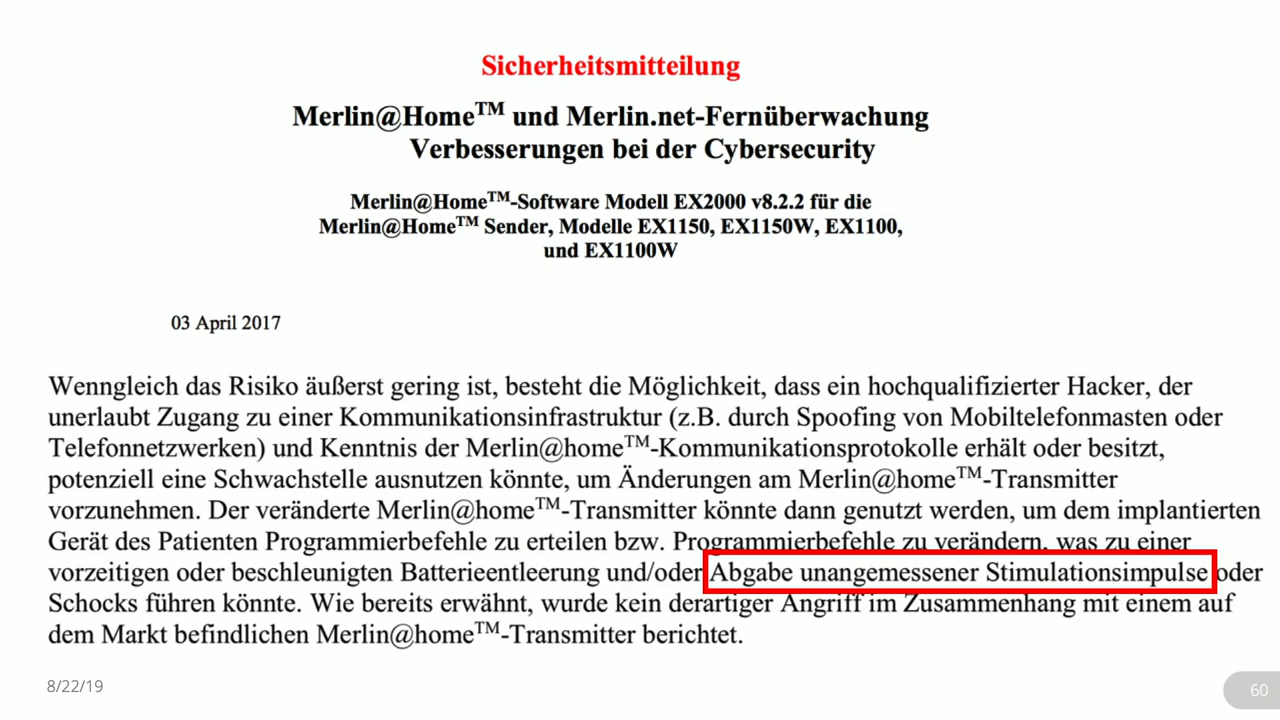 Sicherheitsmitteilung
Merlin@Home™ und Merlin.net-Fernüberwachung
Verbesserungen bei der Cybersecurity
Merlin@Home™-Software Modell EX2000 v8.2.2 für die
Merlin@Home™ Sender, Modelle EX1150, EX1150W, EX1100,
und EX1100W
03 April 2017
Wenngleich das Risiko äußerst gering ist, besteht die Möglichkeit, dass ein hochqualifizierter Hacker, der
unerlaubt Zugang zu einer Kommunikationsinfrastruktur (z.B. durch Spoofing von Mobiltelefonmasten oder
Telefonnetzwerken) und Kenntnis der Merlin@home™-Kommunikationsprotokolle erhält oder besitzt,
potenziell eine Schwachstelle ausnutzen könnte, um Änderungen am Merlin@home™-Transmitter
vorzunehmen. Der veränderte Merlin@home™-Transmitter könnte dann genutzt werden, um dem implantierten
Gerät des Patienten Programmierbefehle zu erteilen bzw. Programmierbefehle zu verändern, was zu einer
vorzeitigen oder beschleunigten Batterieentleerung und/oder Abgabe unangemessener Stimulationsimpulse oder
Schocks führen könnte. Wie bereits erwähnt, wurde kein derartiger Angriff im Zusammenhang mit einem auf
dem Markt befindlichen Merlin@home™-Transmitter berichtet.
8/22/19
60